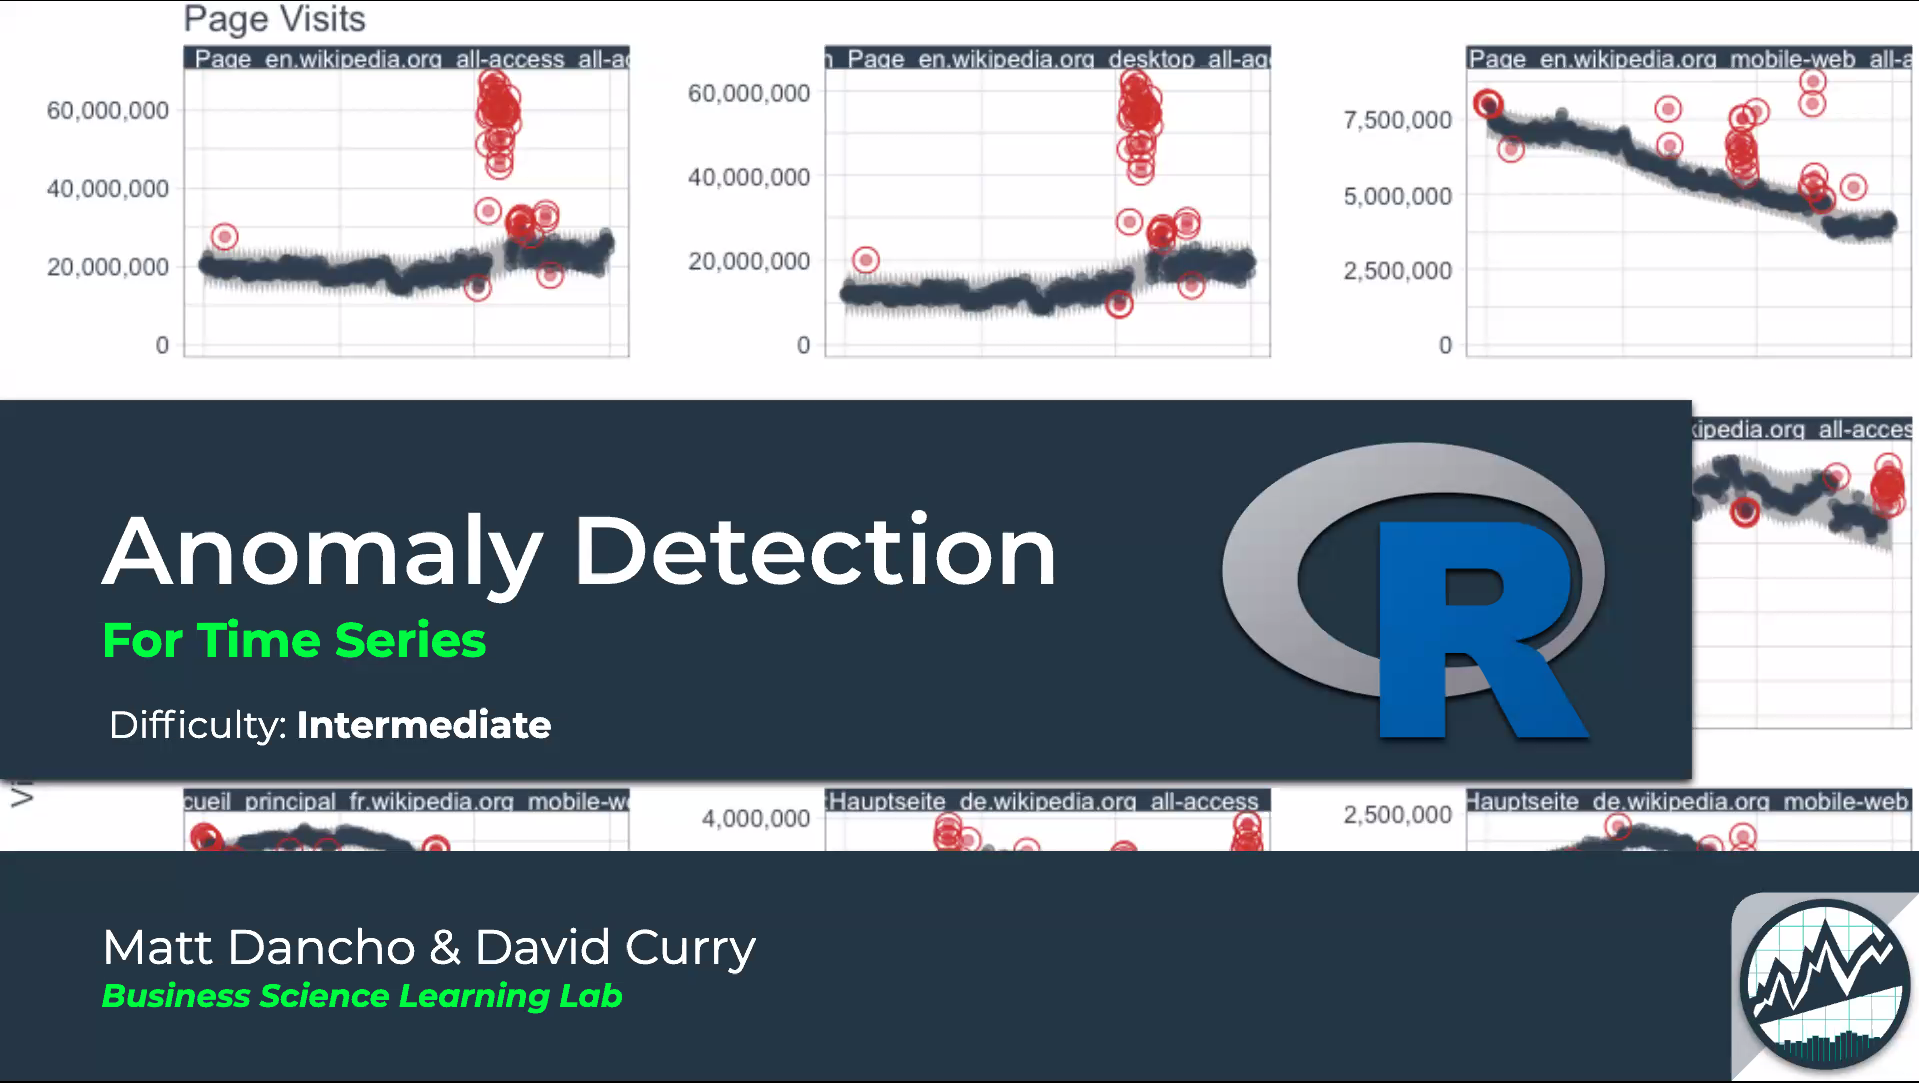 Page Visits
Page_en.wikipedia.org_all-access_all-a
Page_en.wikipedia.org_desktop_all-ag
Page_en.wikipedia.org_mobile-web_all-a
60,000,000
40,000,000
20,000,000
0
60,000,000
40,000,000
20,000,000
0
7,500,000
5,000,000
2,500,000
0
kipedia.org_all-acces
Anomaly Detection
For Time Series
Difficulty: Intermediate
R
Vi
cueil_principal_fr.wikipedia.org_mobile-w
4,000,000
:Hauptseite_de.wikipedia.org_all-access_
2,500,000
Hauptseite_de.wikipedia.org_mobile-web_
Matt Dancho & David Curry
Business Science Learning Lab